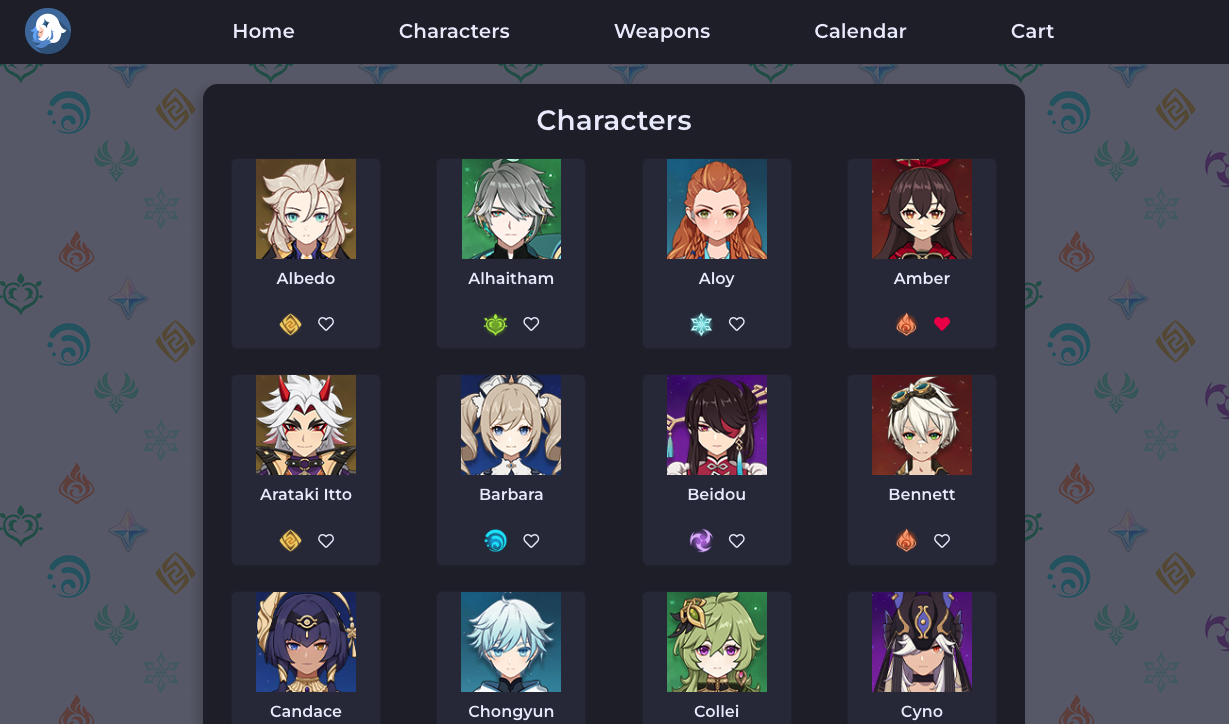 Home Characters Weapons Calendar Cart
Characters
Albedo Alhaitham Aloy Amber
Arataki Itto Barbara Beidou Bennett
Candace Chongyun Collei Cyno